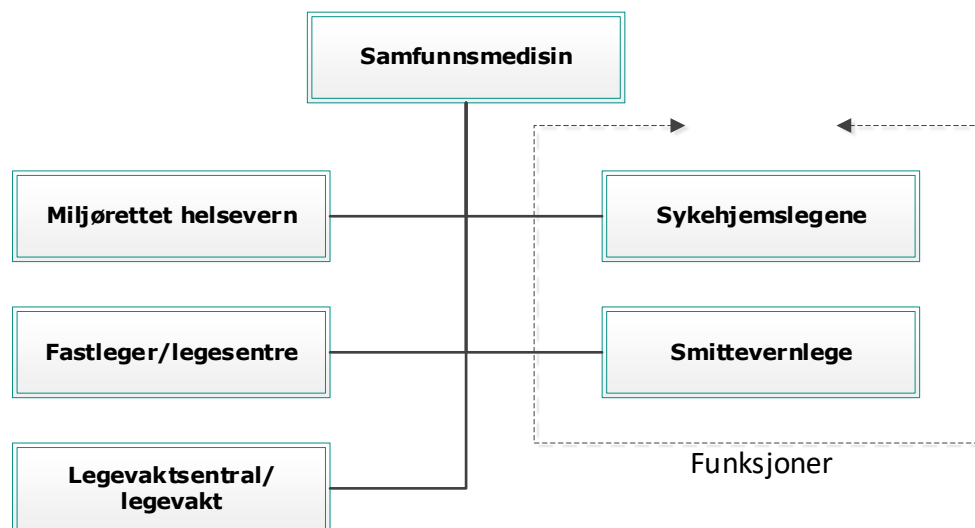 Samfunnsmedisin
Miljørettet helsevern
Sykehjemslegene
Fastleger/legesentre
Smittevernlege
Legevaktsentral/
legevakt
Funksjoner